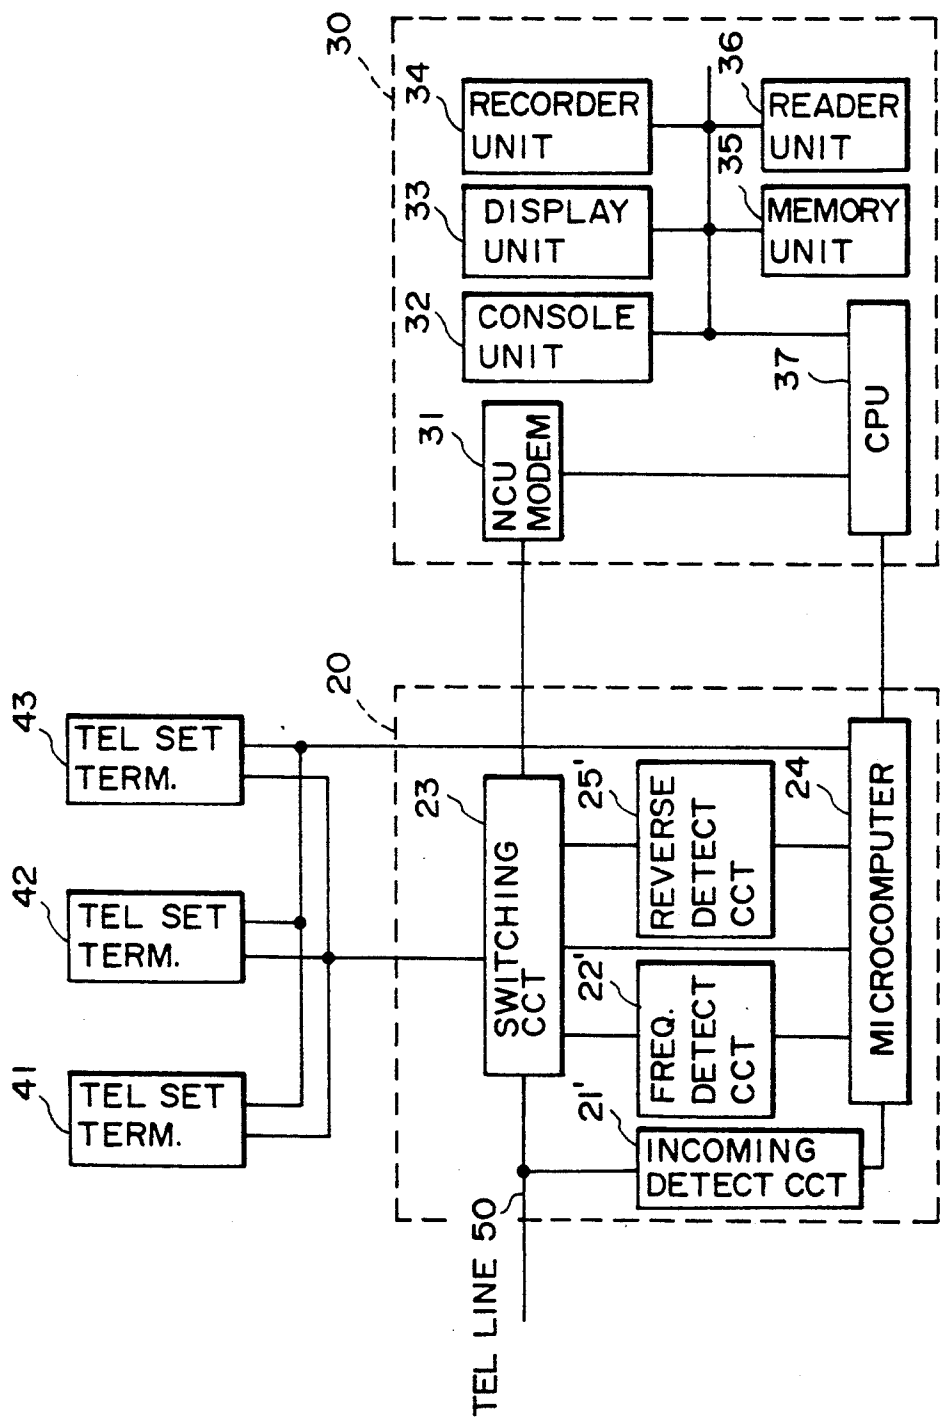 30
34
RECORDER
UNIT
36
READER
UNIT
33
DISPLAY
UNIT
35
MEMORY
UNIT
32
CONSOLE
UNIT
37
CPU
31
NCU
MODEM
43
TEL SET
TERM.
42
TEL SET
TERM.
41
TEL SET
TERM.
20
23
SWITCHING
CCT
25'
REVERSE
DETECT
CCT
24
MICROCOMPUTER
22'
FREQ.
DETECT
CCT
21'
INCOMING
DETECT CCT
TEL LINE 50